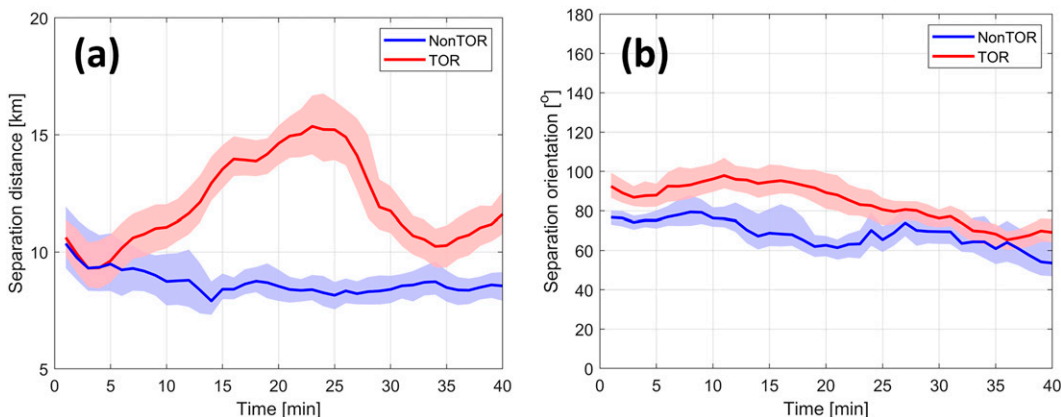 (a)
NonTOR
TOR
Separation distance [km]
20
15
10
5
0 5 10 15 20 25 30 35 40
Time [min]
(b)
NonTOR
TOR
Separation orientation [°]
180
160
140
120
100
80
60
40
20
0
0 5 10 15 20 25 30 35 40
Time [min]